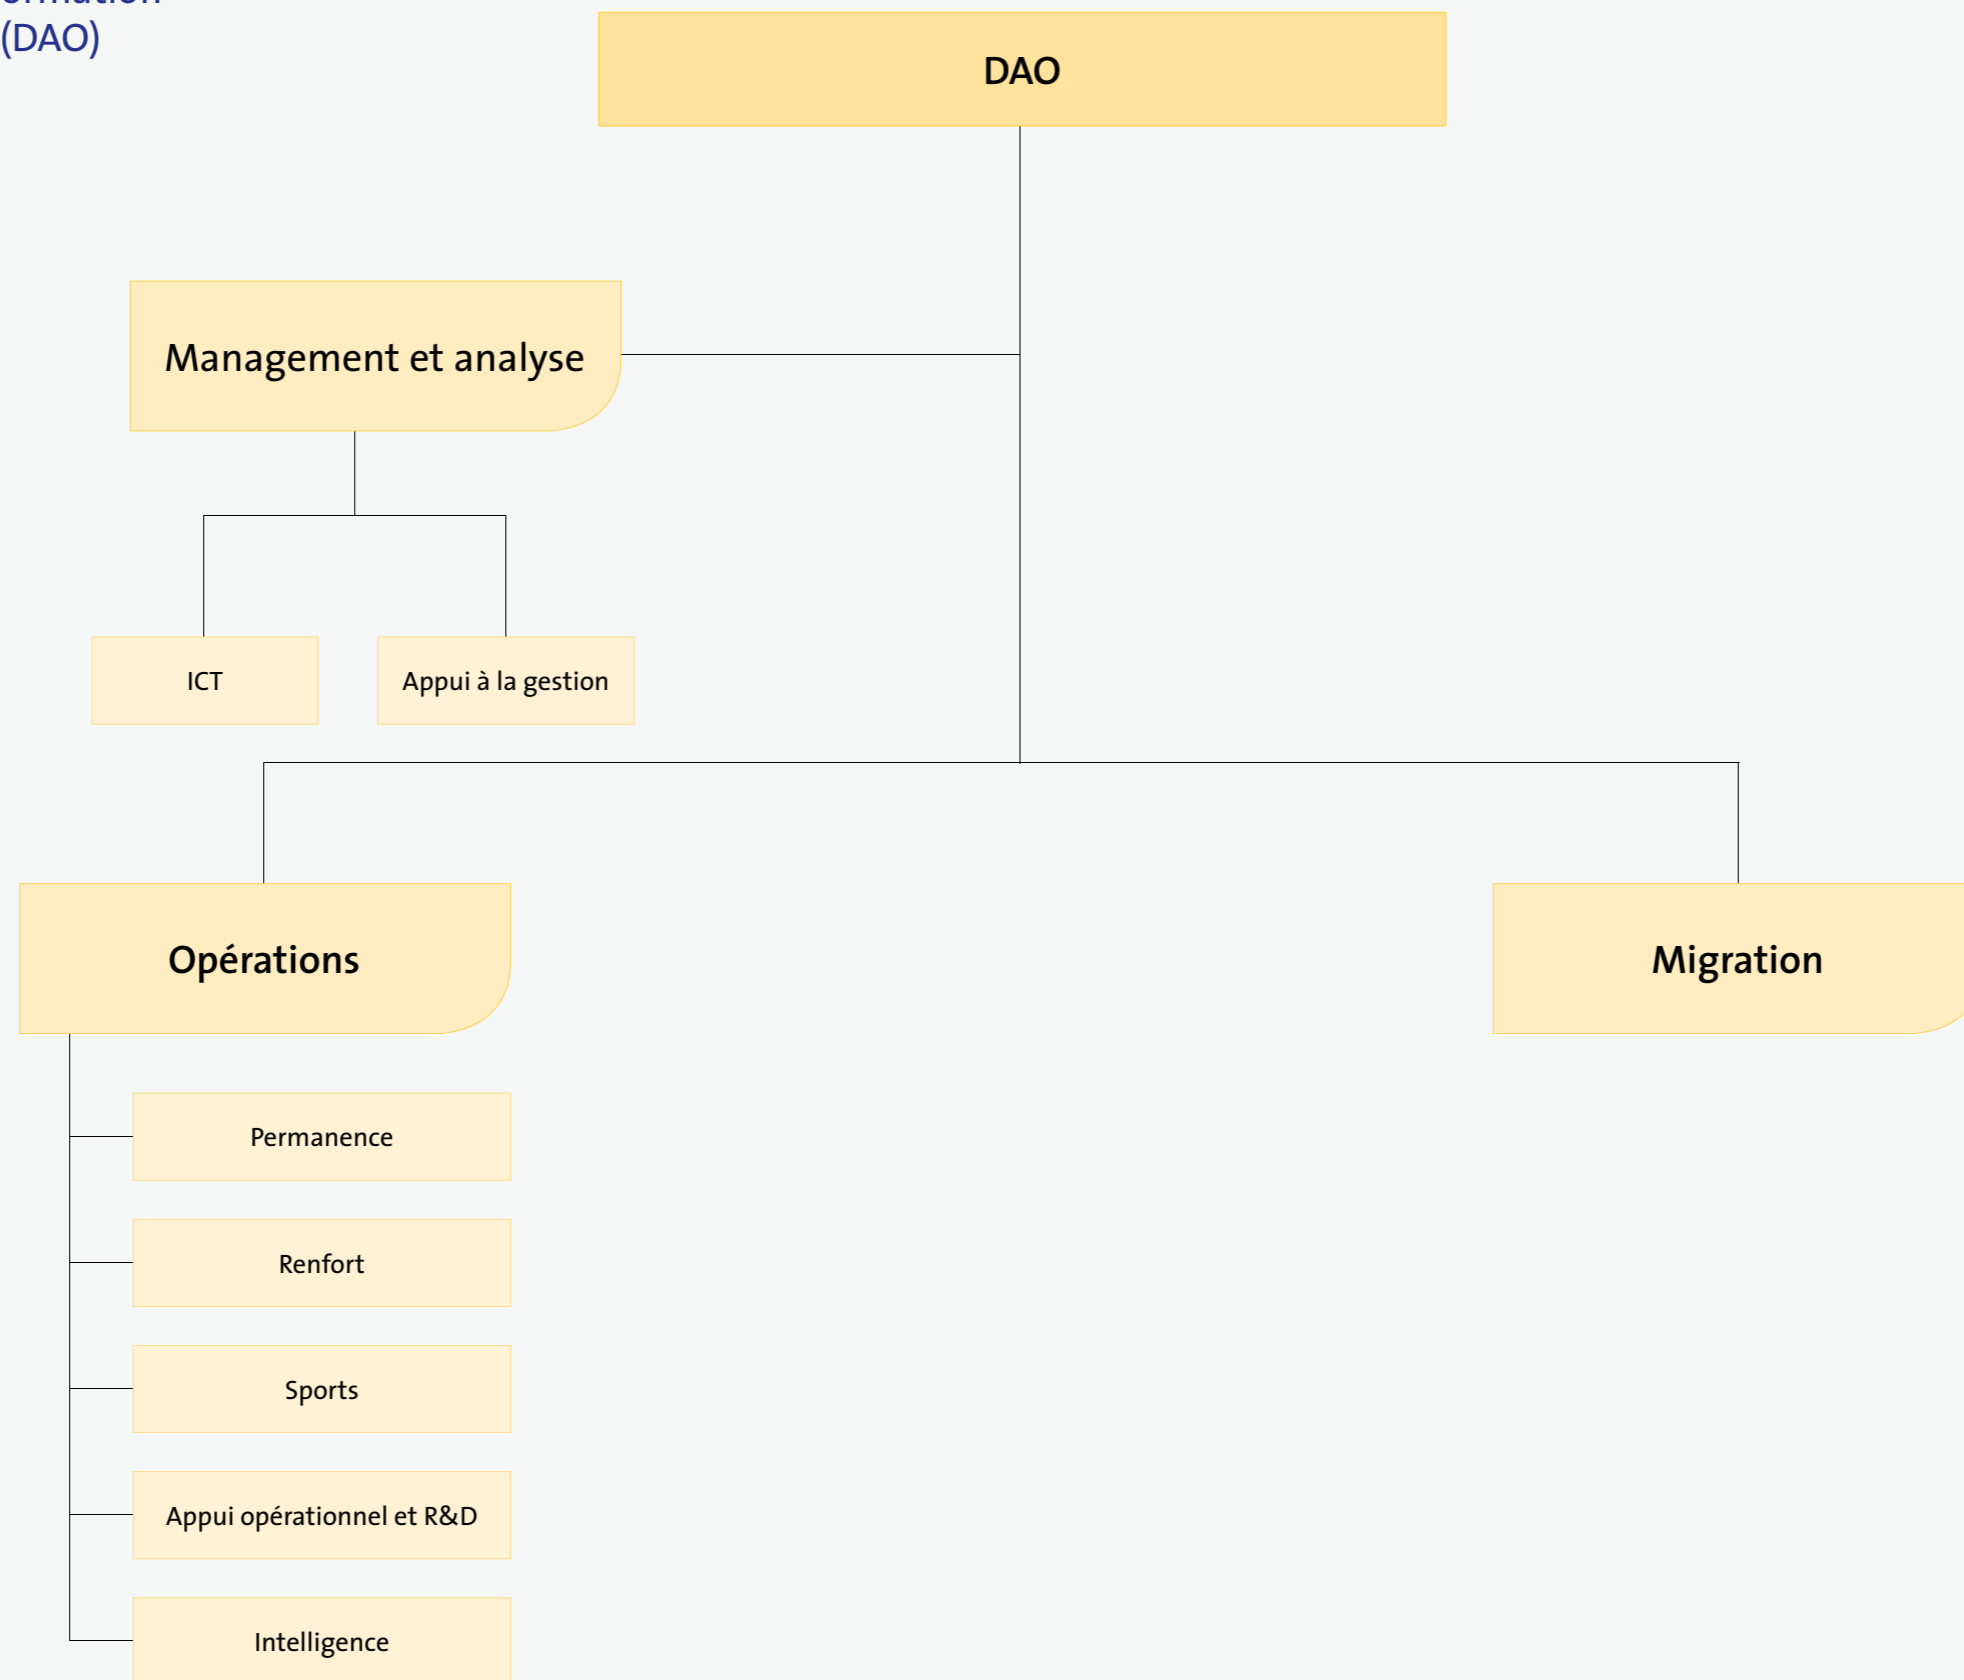 (DAO)
DAO
Management et analyse
ICT
Appui à la gestion
Opérations
Migration
Permanence
Renfort
Sports
Appui opérationnel et R&D
Intelligence